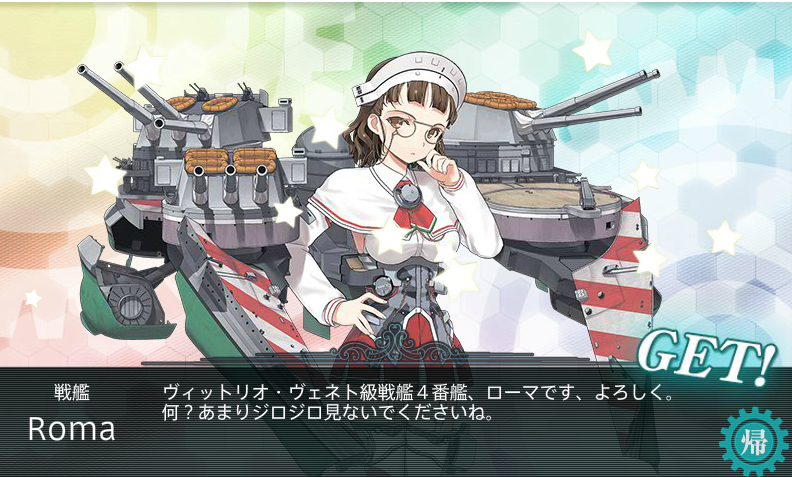 GET!
戦艦
Roma
ヴィットリオ・ヴェネト級戦艦4番艦、ローマです、よろしく。
何?あまりジロジロ見ないでくださいね。
帰